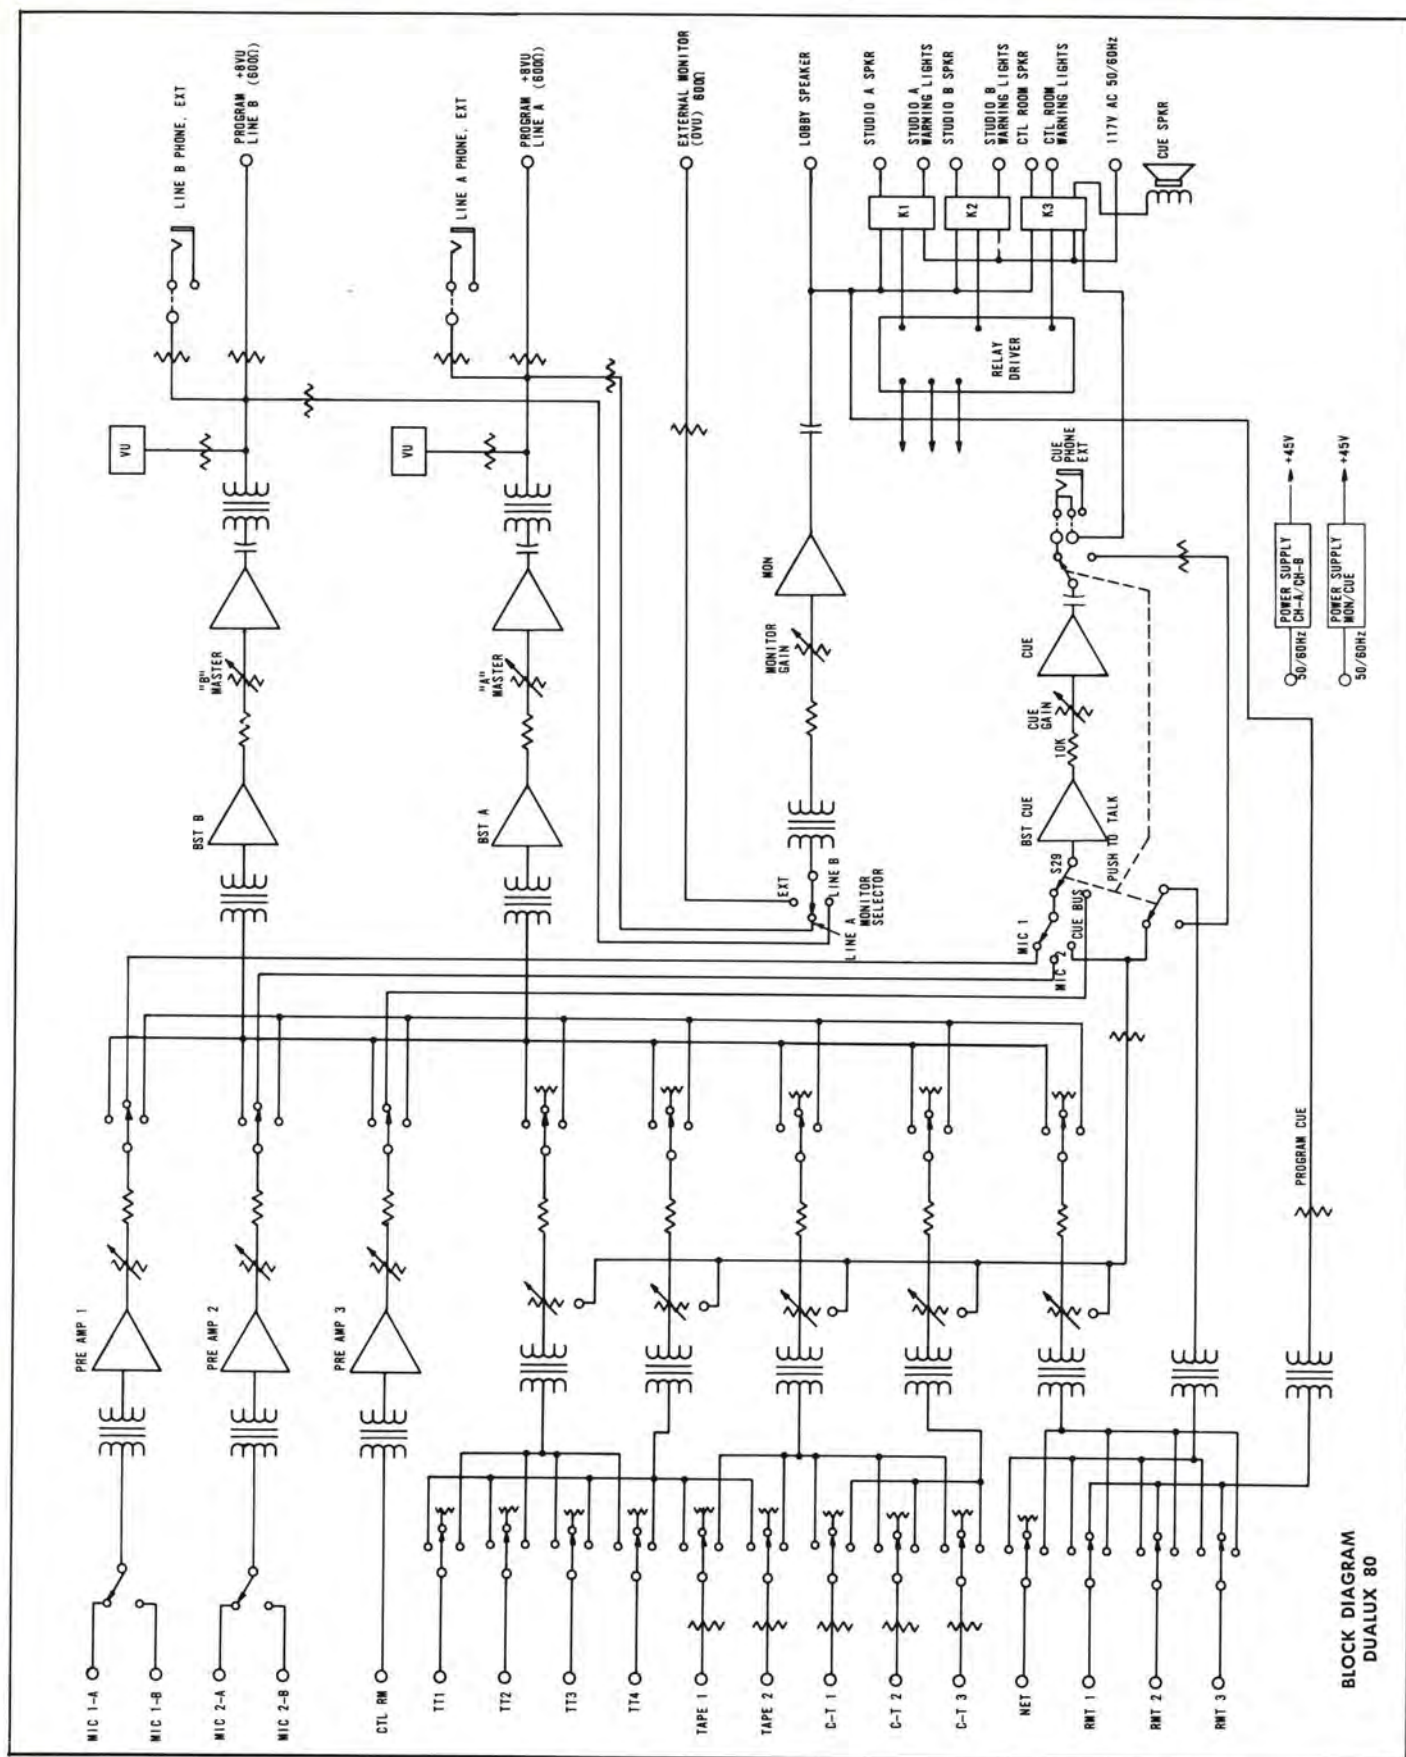 MIC 1-A
MIC 1-B
MIC 2-A
MIC 2-B
CTL RM
TT1
TT2
TT3
TT4
TAPE 1
TAPE 2
C-T 1
C-T 2
C-T 3
NET
RMT 1
RMT 2
RMT 3
PRE AMP 1
PRE AMP 2
PRE AMP 3
BST B
"B"
MASTER
VU
LINE B PHONE, EXT
PROGRAM +8VU
LINE B (600Ω)
BST A
"A"
MASTER
VU
LINE A PHONE, EXT
PROGRAM +8VU
LINE A (600Ω)
EXTERNAL MONITOR
(0VU) 600Ω
EXT
LINE B
LINE A
MONITOR
SELECTOR
MONITOR
GAIN
MON
LOBBY SPEAKER
STUDIO A SPKR
STUDIO A
WARNING LIGHTS
STUDIO B SPKR
STUDIO B
WARNING LIGHTS
CTL ROOM SPKR
CTL ROOM
WARNING LIGHTS
117V AC 50/60Hz
K1
K2
K3
CUE SPKR
RELAY
DRIVER
MIC 1
MIC 2
CUE BUS
S29
PUSH TO TALK
BST CUE
10K
CUE
GAIN
CUE
CUE
PHONE
EXT
PROGRAM CUE
50/60Hz
POWER SUPPLY
CH-A/CH-B
+45V
50/60Hz
POWER SUPPLY
MON/CUE
+45V
BLOCK DIAGRAM
DUALUX 80